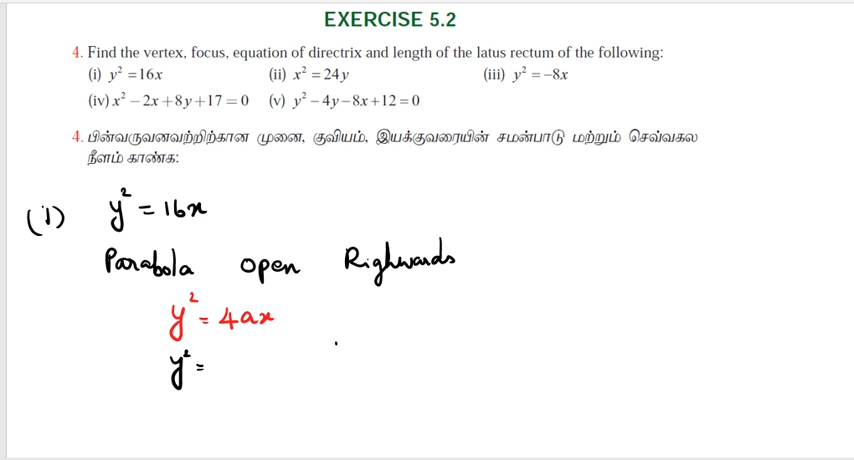 EXERCISE 5.2
4. Find the vertex, focus, equation of directrix and length of the latus rectum of the following:
(i) y² = 16x (ii) x² = 24y (iii) y² = −8x
(iv) x² − 2x + 8y + 17 = 0 (v) y² − 4y − 8x + 12 = 0
4. பின்வருவனவற்றிற்கான முனை, குவியம், இயக்குவரையின் சமன்பாடு மற்றும் செவ்வகல
நீளம் காண்க:
(i) y² = 16x
Parabola open Righwards
y² = 4ax
y² =